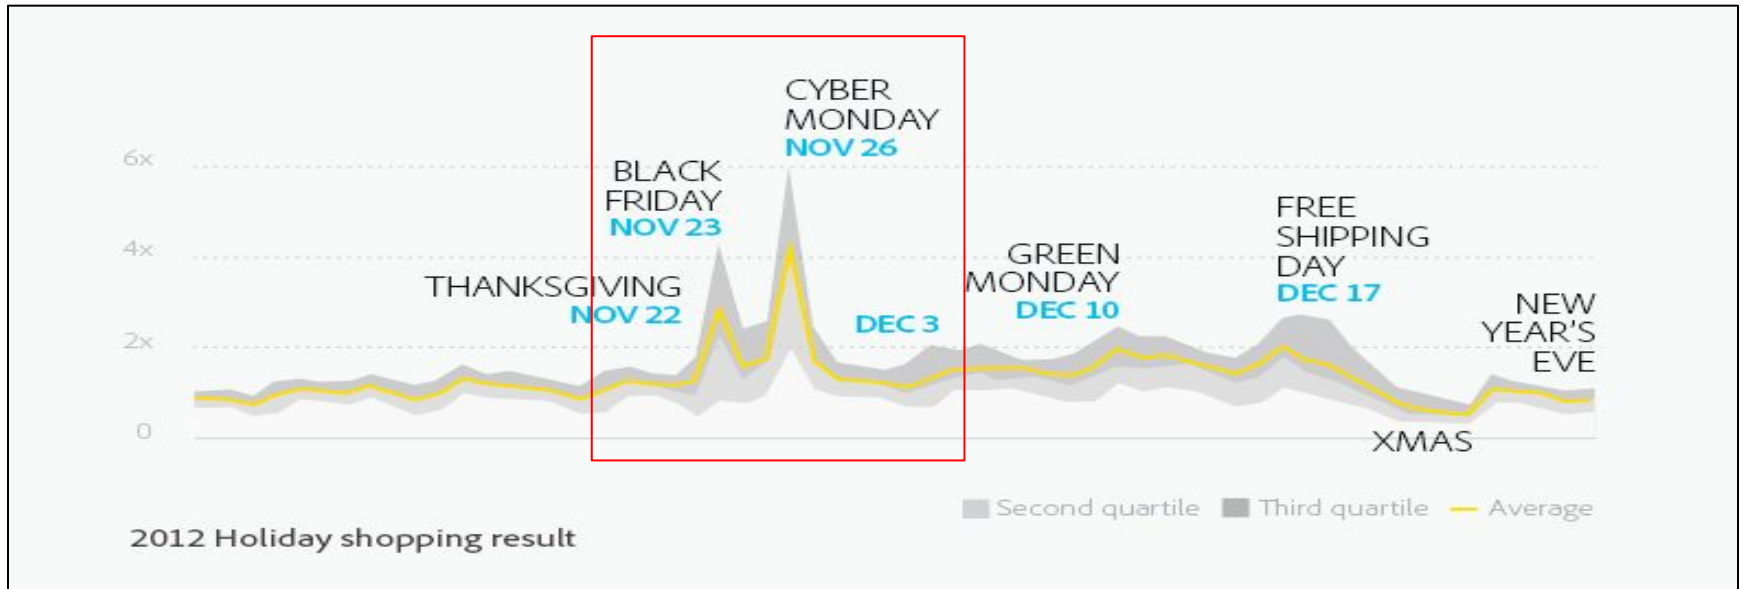 CYBER
MONDAY
NOV 26
6x
BLACK
FRIDAY
NOV 23
FREE
SHIPPING
DAY
DEC 17
4x
GREEN
MONDAY
DEC 10
THANKSGIVING
NOV 22
DEC 3
NEW
YEAR'S
EVE
2x
0
XMAS
Second quartile Third quartile Average
2012 Holiday shopping result